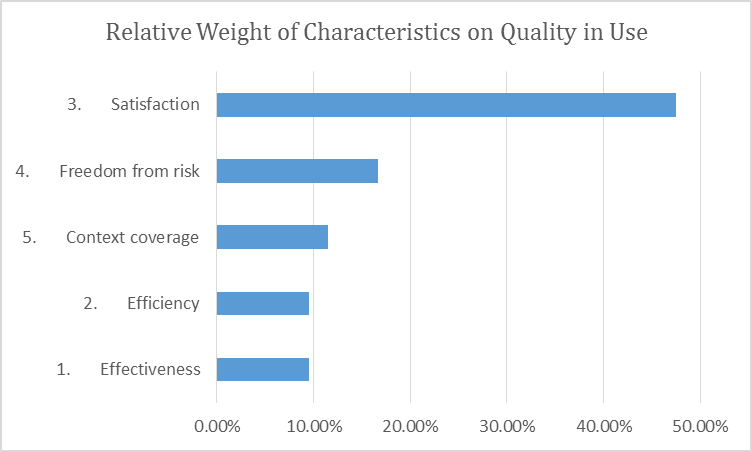 Relative Weight of Characteristics on Quality in Use
3. Satisfaction
4. Freedom from risk
5. Context coverage
2. Efficiency
1. Effectiveness
0.00% 10.00% 20.00% 30.00% 40.00% 50.00%